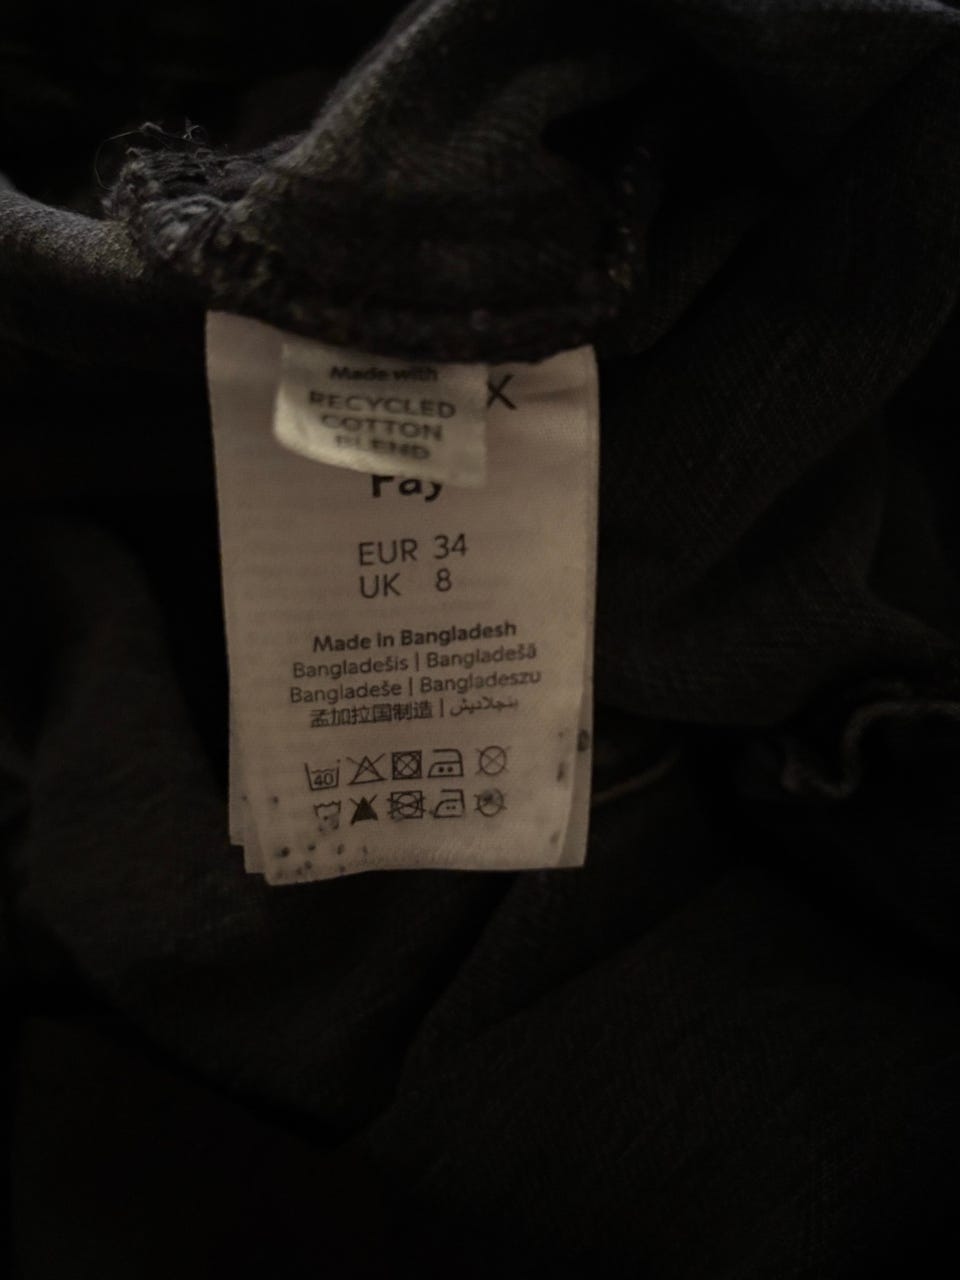 Made with
RECYCLED
COTTON
BLEND
X
Fay
EUR 34
UK 8
Made in Bangladesh
Bangladešis | Bangladešā
Bangladeše | Bangladeszu
孟加拉国制造 | بنجلاديش
40